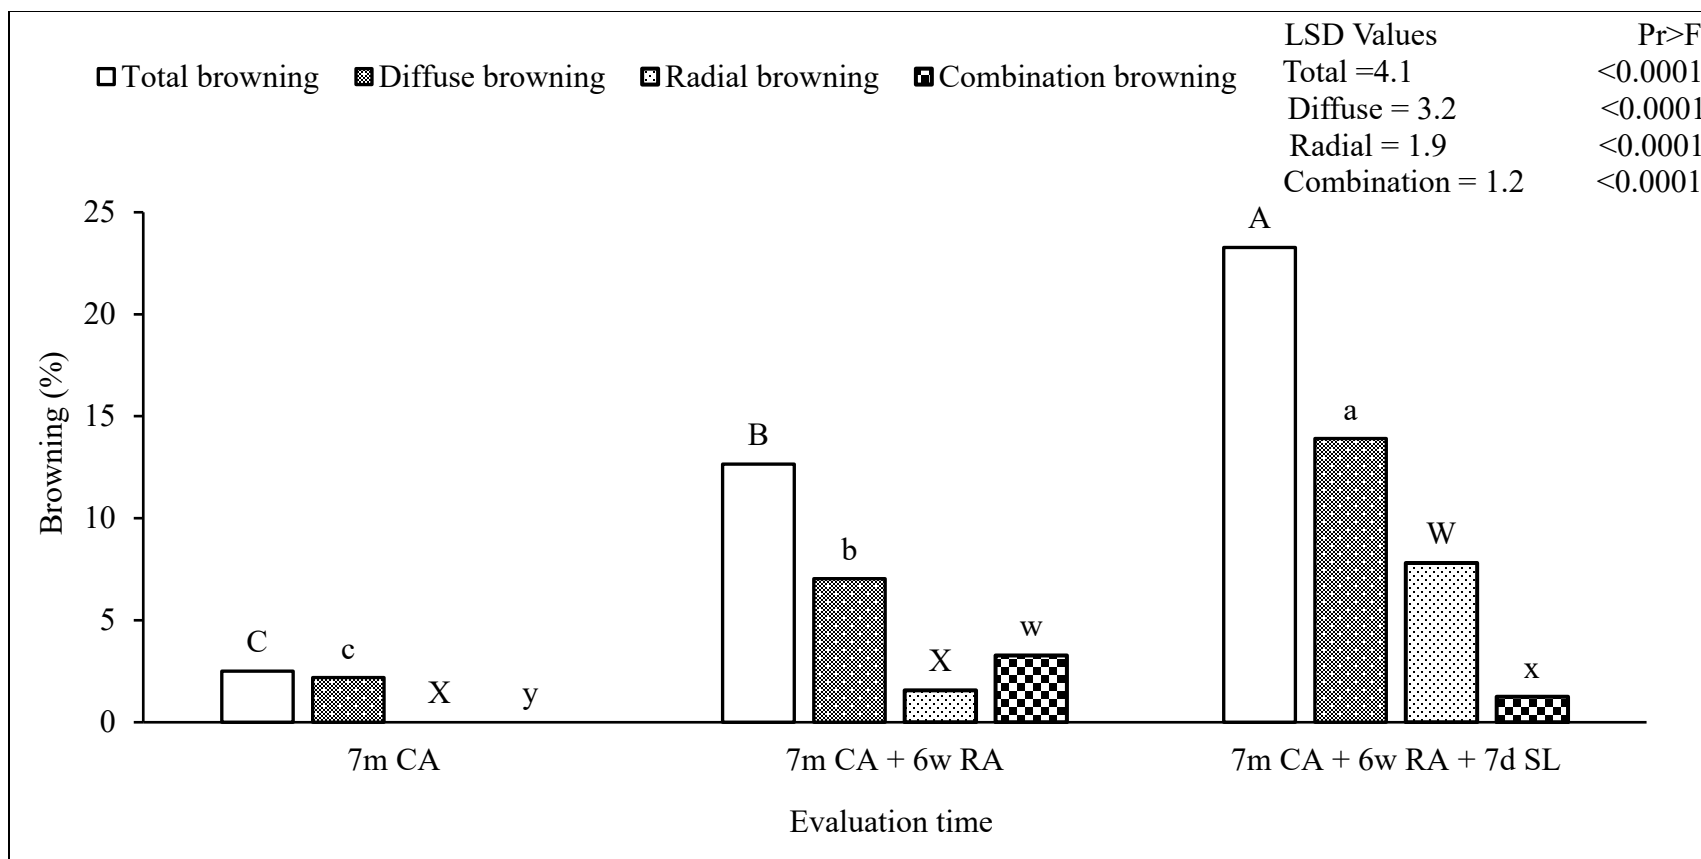 LSD Values Pr>F
Total =4.1 <0.0001
Diffuse = 3.2 <0.0001
Radial = 1.9 <0.0001
Combination = 1.2 <0.0001
Total browning Diffuse browning Radial browning Combination browning
25
20
15
10
5
0
Browning (%)
C c X y
B b X w
A a W x
7m CA 7m CA + 6w RA 7m CA + 6w RA + 7d SL
Evaluation time